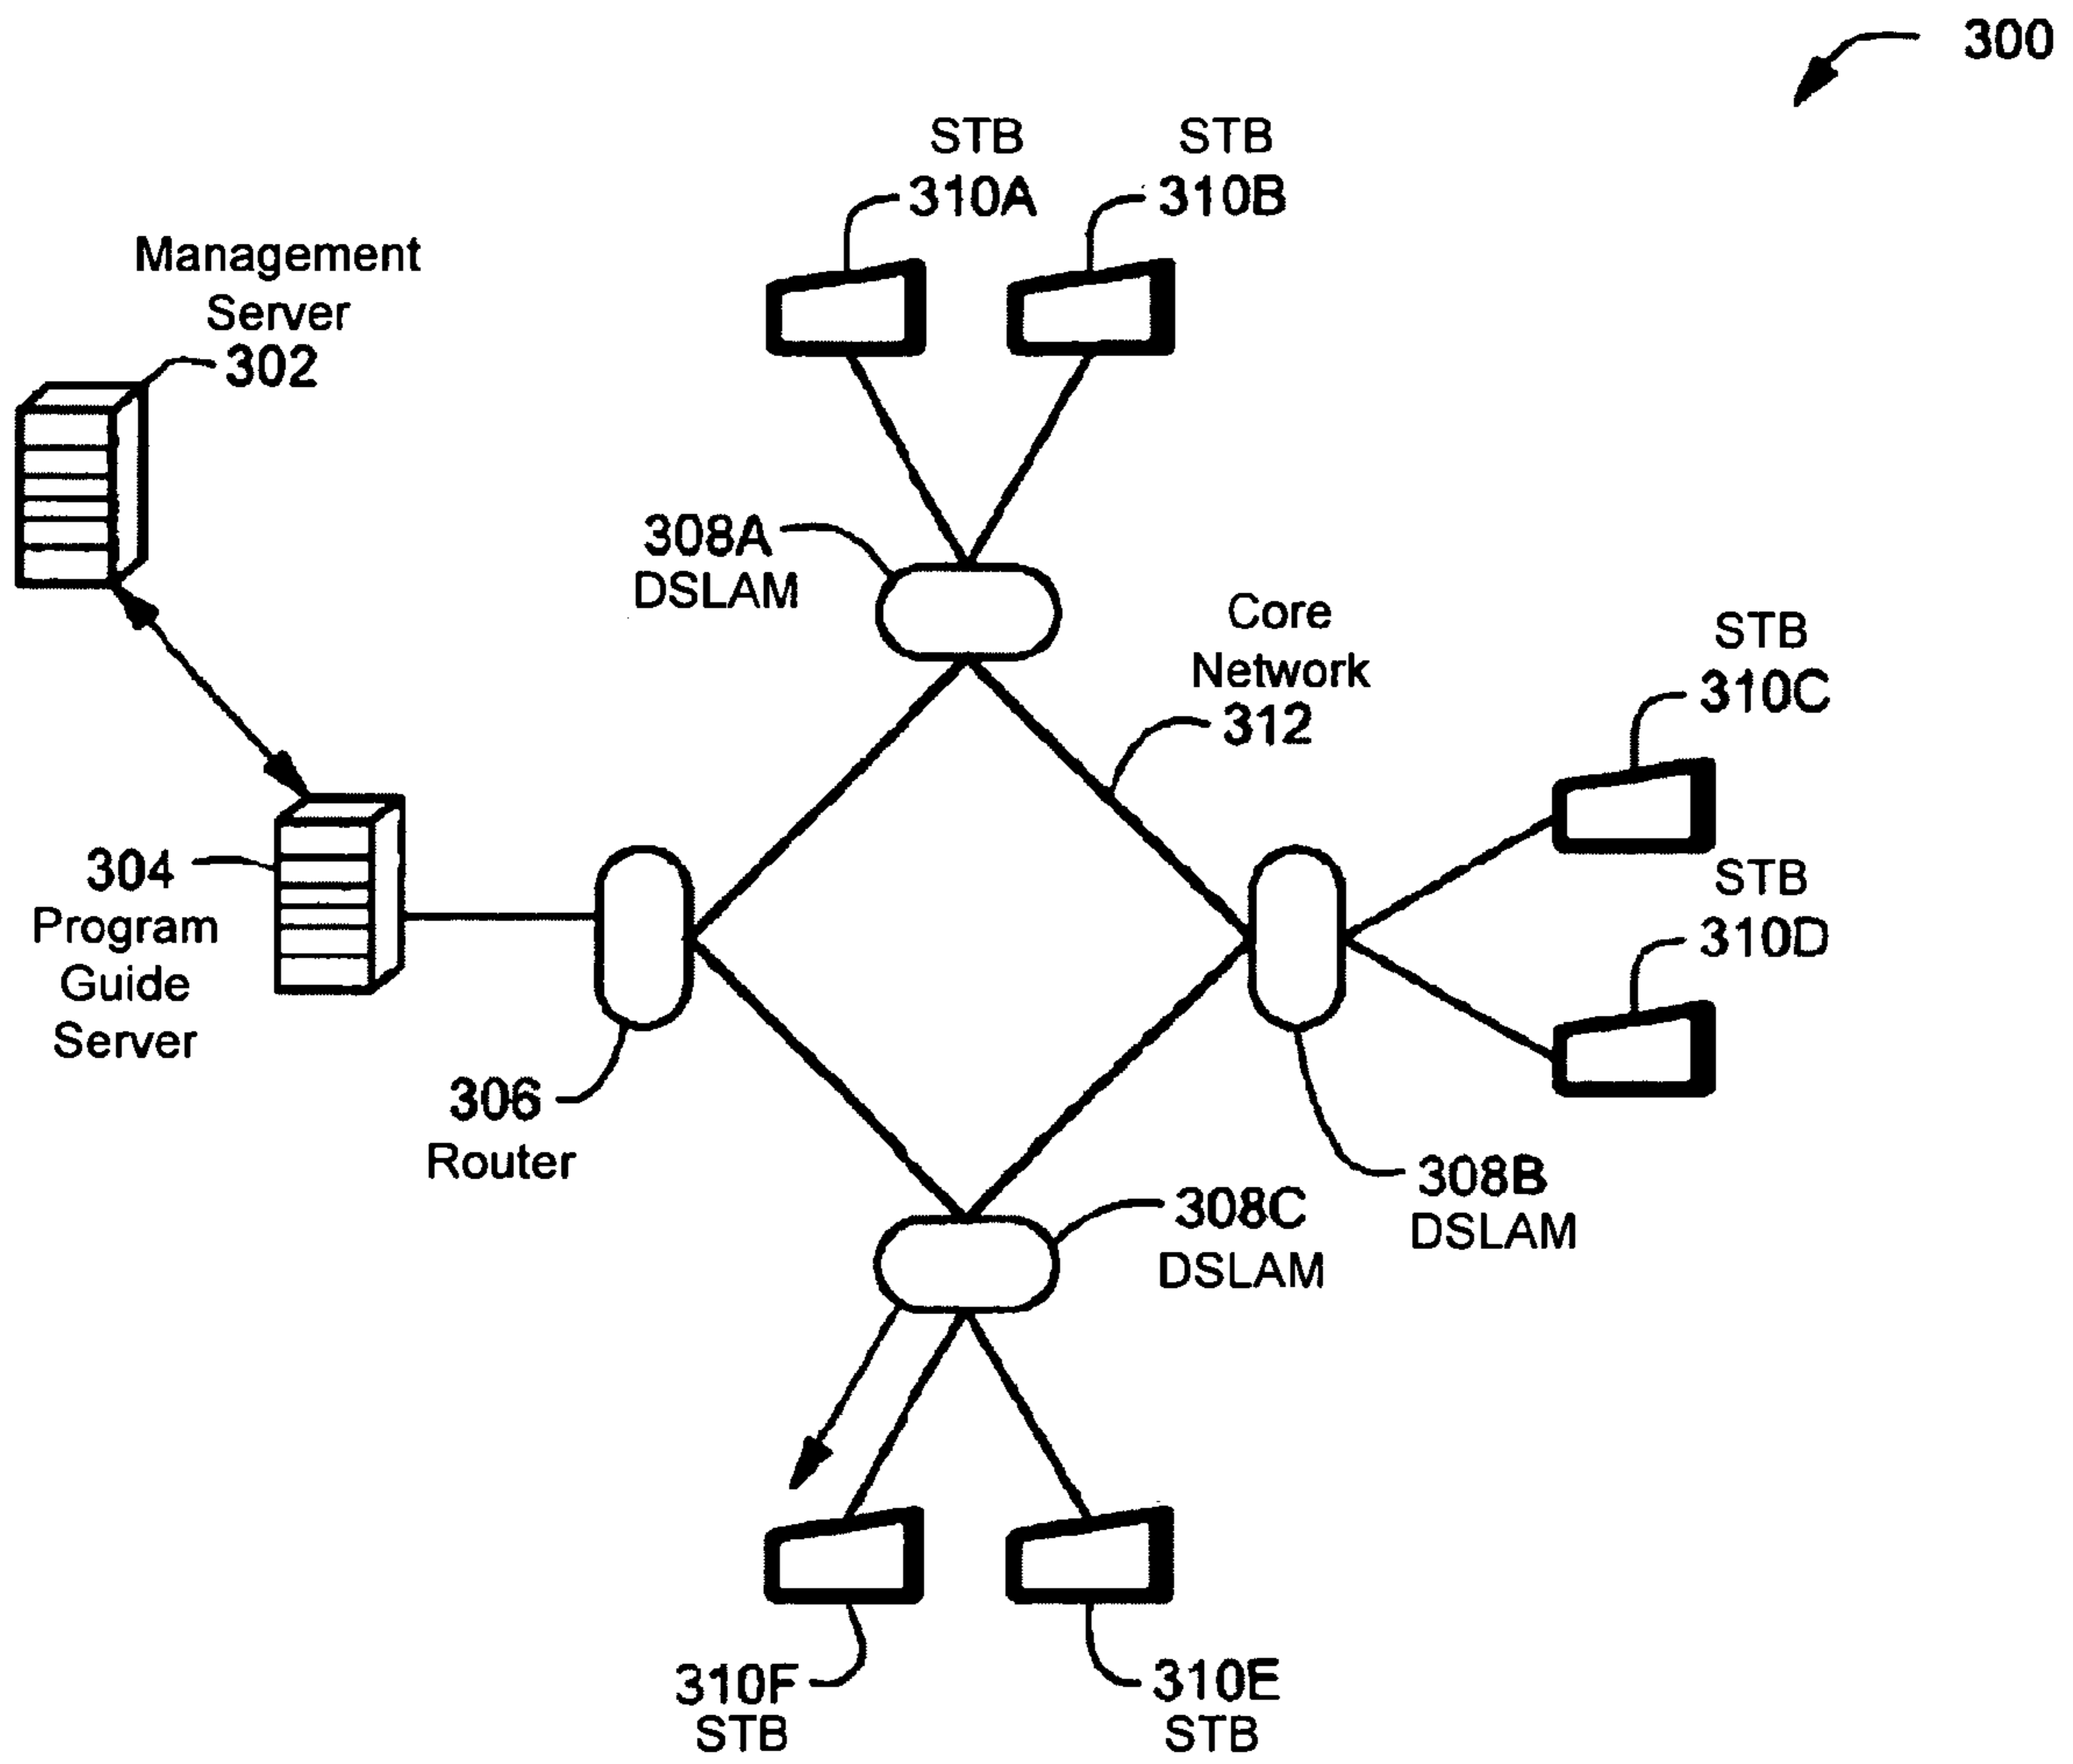 300
STB
310A
STB
310B
Management
Server
302
308A
DSLAM
Core
Network
312
STB
310C
304
Program
Guide
Server
STB
310D
306
Router
308B
DSLAM
308C
DSLAM
310F
STB
310E
STB